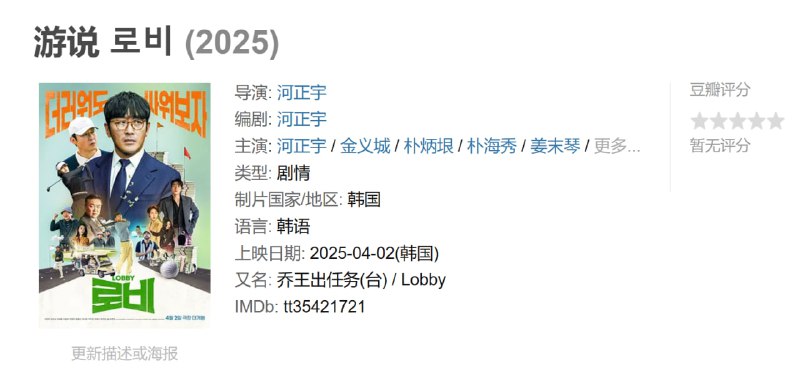 游说 로비 (2025)
더러워도 싸워보자
LOBBY
로비
4월 2일 극장 대개봉
更新描述或海报
导演: 河正宇
编剧: 河正宇
主演: 河正宇 / 金义城 / 朴炳垠 / 朴海秀 / 姜末琴 / 更多...
类型: 剧情
制片国家/地区: 韩国
语言: 韩语
上映日期: 2025-04-02(韩国)
又名: 乔王出任务(台) / Lobby
IMDb: tt35421721
豆瓣评分
暂无评分